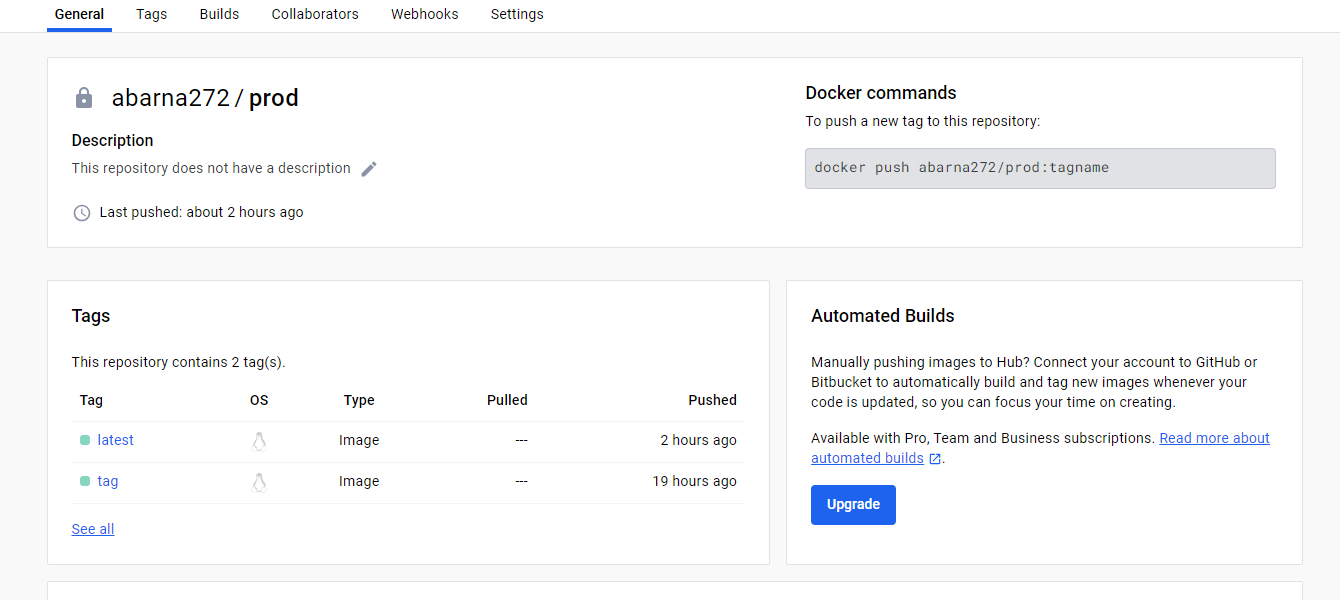 General Tags Builds Collaborators Webhooks Settings
abarna272 / prod
Description
This repository does not have a description
Last pushed: about 2 hours ago
Docker commands
To push a new tag to this repository:
docker push abarna272/prod:tagname
Tags
This repository contains 2 tag(s).
Tag OS Type Pulled Pushed
latest Image --- 2 hours ago
tag Image --- 19 hours ago
See all
Automated Builds
Manually pushing images to Hub? Connect your account to GitHub or
Bitbucket to automatically build and tag new images whenever your
code is updated, so you can focus your time on creating.
Available with Pro, Team and Business subscriptions. Read more about
automated builds.
Upgrade